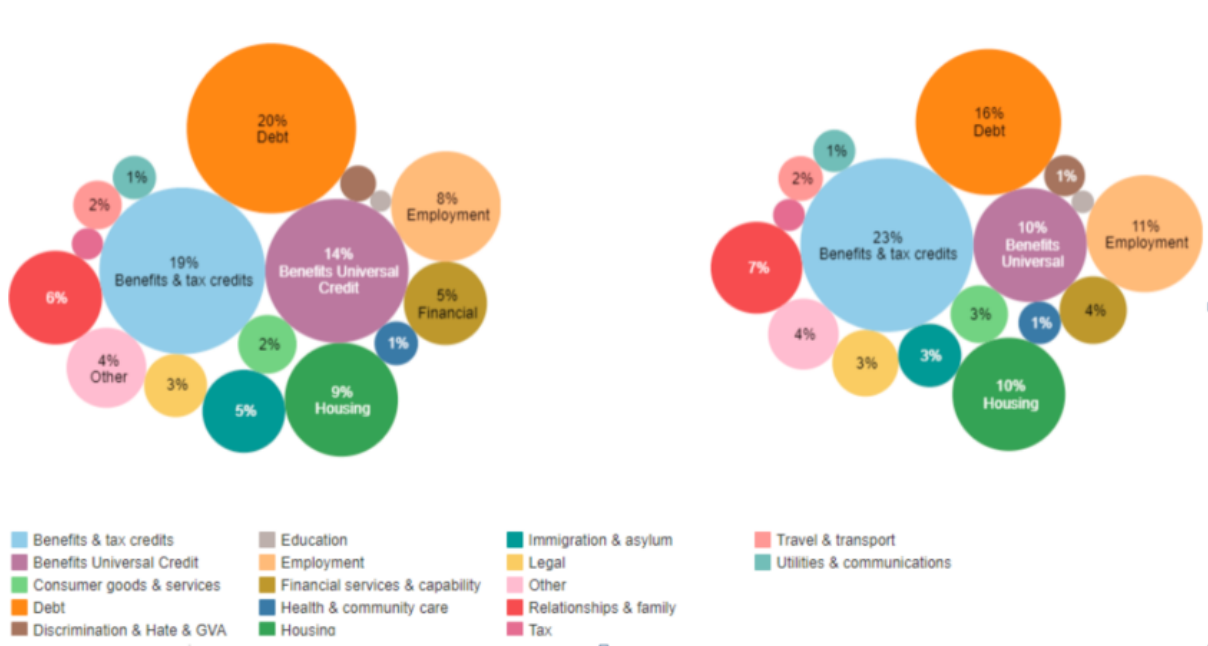 20%
Debt
1%
2%
8%
Employment
19%
Benefits & tax credits
14%
Benefits Universal
Credit
6%
5%
Financial
4%
Other
3%
2%
1%
5%
9%
Housing
16%
Debt
1%
2%
1%
23%
Benefits & tax credits
10%
Benefits
Universal
11%
Employment
7%
4%
3%
3%
3%
1%
4%
10%
Housing
Benefits & tax credits
Benefits Universal Credit
Consumer goods & services
Debt
Discrimination & Hate & GVA
Education
Employment
Financial services & capability
Health & community care
Housing
Immigration & asylum
Legal
Other
Relationships & family
Tax
Travel & transport
Utilities & communications